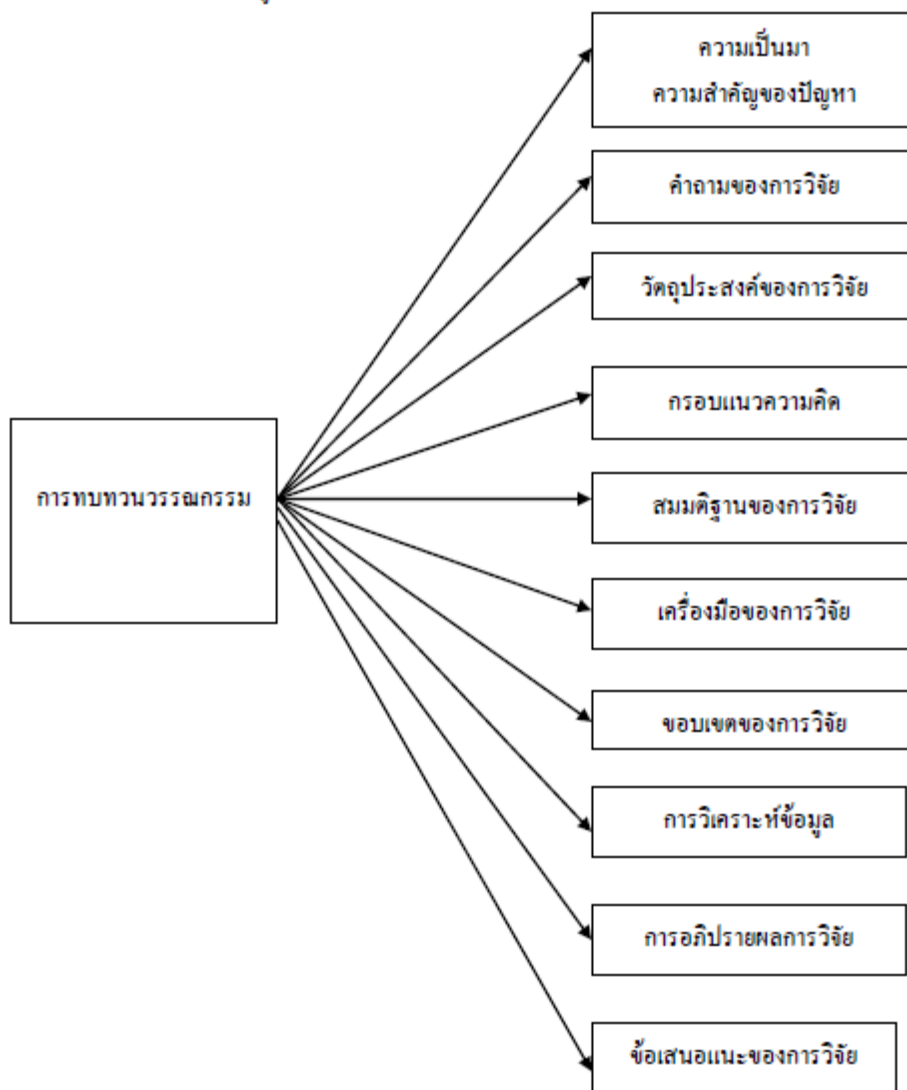 ความเป็นมา
ความสำคัญของปัญหา
คำถามของการวิจัย
วัตถุประสงค์ของการวิจัย
กรอบแนวความคิด
การทบทวนวรรณกรรม
สมมติฐานของการวิจัย
เครื่องมือของการวิจัย
ขอบเขตของการวิจัย
การวิเคราะห์ข้อมูล
การอภิปรายผลการวิจัย
ข้อเสนอแนะของการวิจัย